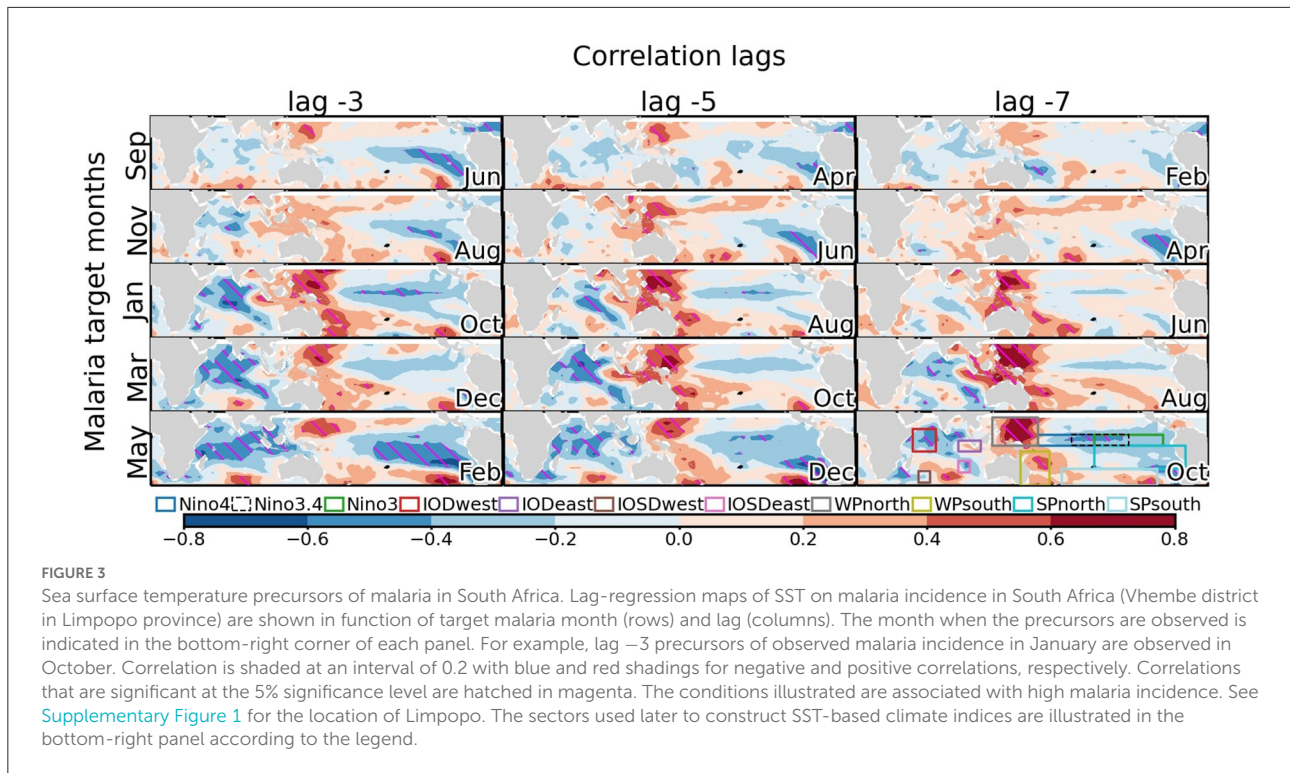 Correlation lags
lag -3 lag -5 lag -7
Malaria target months
Sep
Jun Apr Feb
Nov
Aug Jun Apr
Jan
Oct Aug Jun
Mar
Dec Oct Aug
May
Feb Dec Oct
Nino4 Nino3.4 Nino3 IODwest IODeast IOSDwest IOSDeast WPnorth WPsouth SPnorth SPsouth
−0.8 −0.6 −0.4 −0.2 0.0 0.2 0.4 0.6 0.8
FIGURE 3
Sea surface temperature precursors of malaria in South Africa. Lag-regression maps of SST on malaria incidence in South Africa (Vhembe district
in Limpopo province) are shown in function of target malaria month (rows) and lag (columns). The month when the precursors are observed is
indicated in the bottom-right corner of each panel. For example, lag −3 precursors of observed malaria incidence in January are observed in
October. Correlation is shaded at an interval of 0.2 with blue and red shadings for negative and positive correlations, respectively. Correlations
that are significant at the 5% significance level are hatched in magenta. The conditions illustrated are associated with high malaria incidence. See
Supplementary Figure 1 for the location of Limpopo. The sectors used later to construct SST-based climate indices are illustrated in the
bottom-right panel according to the legend.